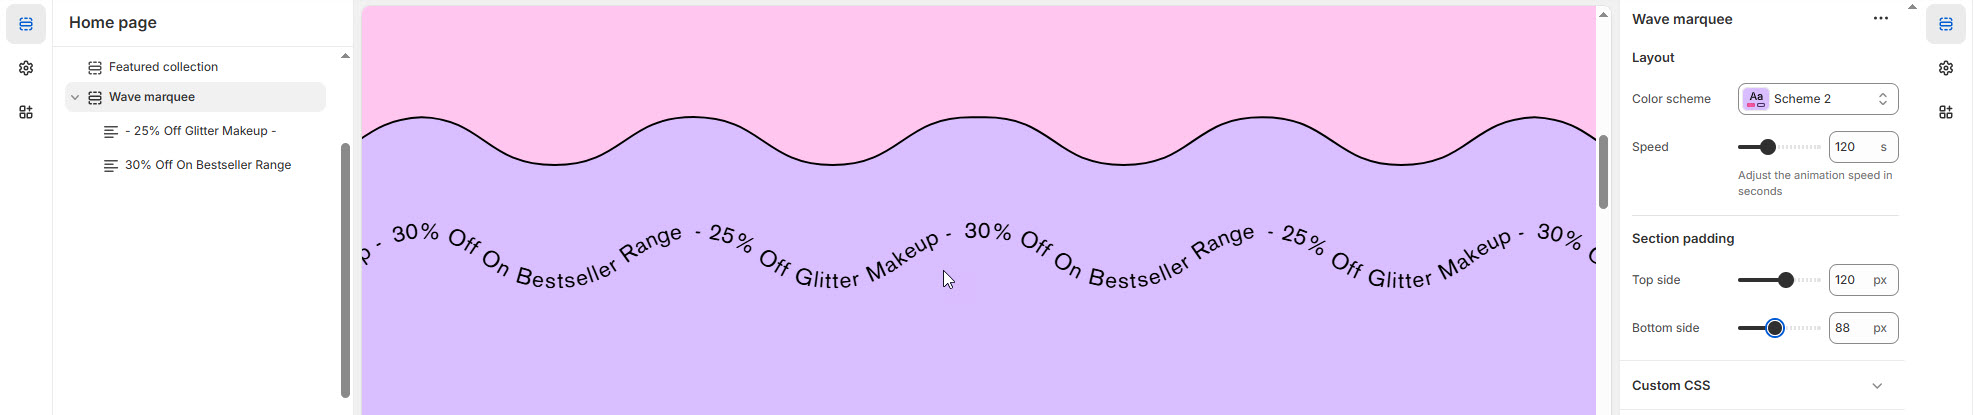 Home page
Featured collection
Wave marquee
- 25% Off Glitter Makeup -
30% Off On Bestseller Range
p - 30% Off On Bestseller Range - 25% Off Glitter Makeup - 30% Off On Bestseller Range - 25% Off Glitter Makeup - 30%
Wave marquee
Layout
Color scheme
Aa
Scheme 2
Speed
120 s
Adjust the animation speed in
seconds
Section padding
Top side
120 px
Bottom side
88 px
Custom CSS